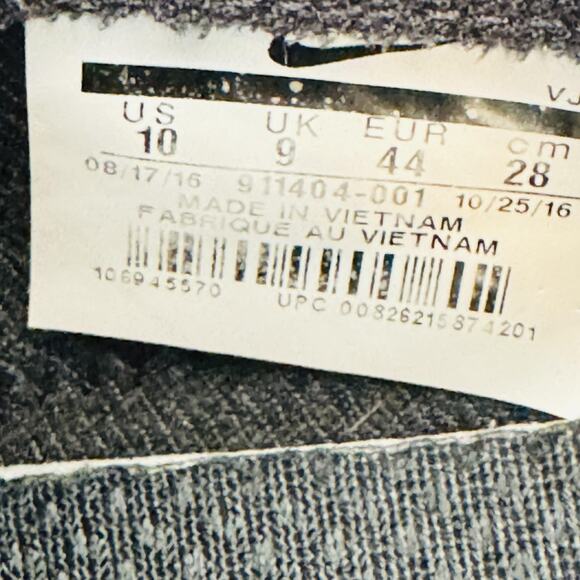 VJ
US UK EUR cm
10 9 44 28
08/17/16 911404-001 10/25/16
MADE IN VIETNAM
FABRIQUE AU VIETNAM
106945570 UPC 00826215874201